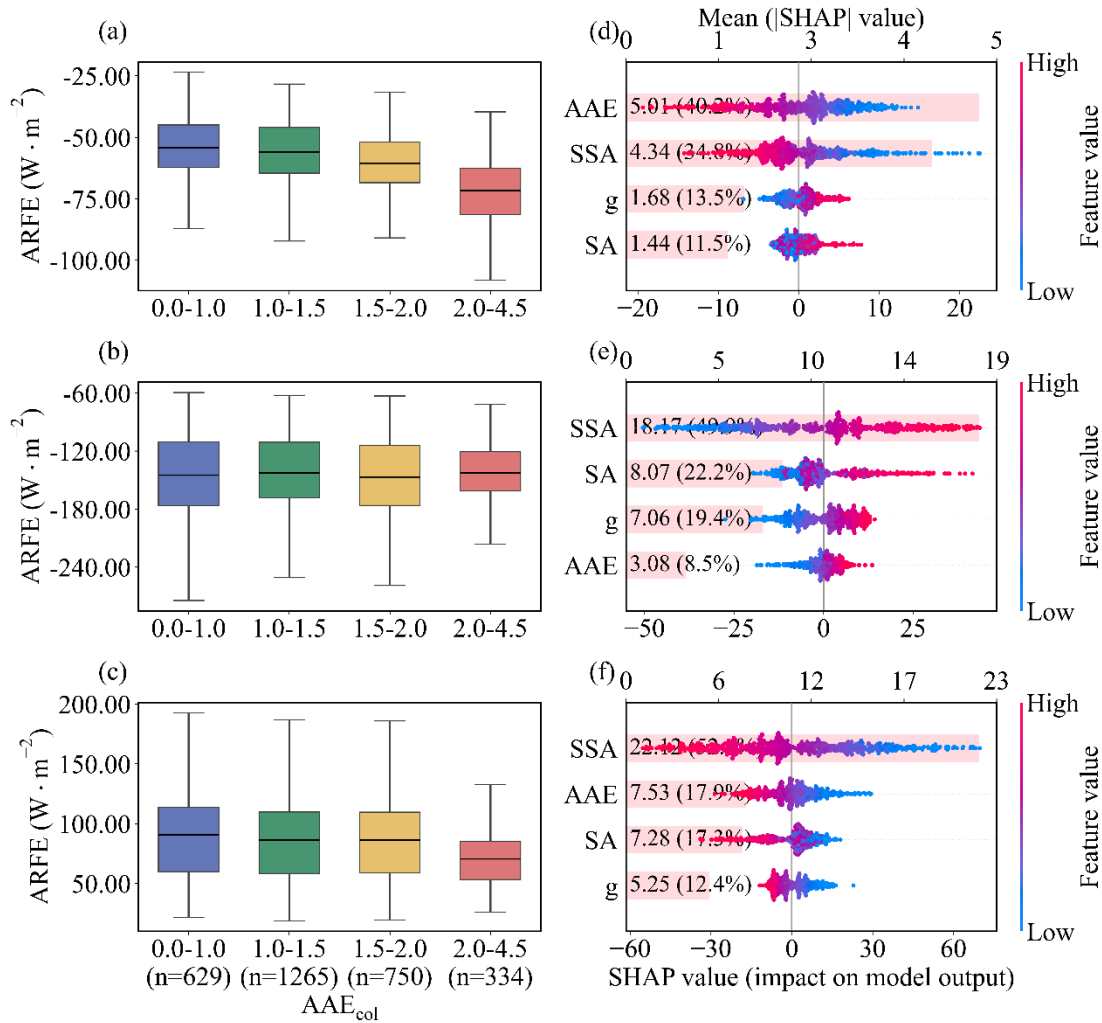 (a)
ARFE (W · m⁻²)
-25.00
-50.00
-75.00
-100.00
0.0-1.0 1.0-1.5 1.5-2.0 2.0-4.5
(d) Mean (|SHAP| value)
0 1 2 3 4 5
AAE 5.01 (40.2%)
SSA 4.34 (34.8%)
g 1.68 (13.5%)
SA 1.44 (11.5%)
−20 −10 0 10 20
High
Feature value
Low
(b)
ARFE (W · m⁻²)
-60.00
-120.00
-180.00
-240.00
0.0-1.0 1.0-1.5 1.5-2.0 2.0-4.5
(e)
0 5 10 14 19
SSA 18.17 (49.9%)
SA 8.07 (22.2%)
g 7.06 (19.4%)
AAE 3.08 (8.5%)
−50 −25 0 25
High
Feature value
Low
(c)
ARFE (W · m⁻²)
200.00
150.00
100.00
50.00
0.0-1.0 1.0-1.5 1.5-2.0 2.0-4.5
(n=629) (n=1265) (n=750) (n=334)
AAE_col
(f)
0 6 12 17 23
SSA 22.12
AAE 7.53 (17.9%)
SA 7.28 (17.3%)
g 5.25 (12.4%)
−60 −30 0 30 60
SHAP value (impact on model output)
High
Feature value
Low